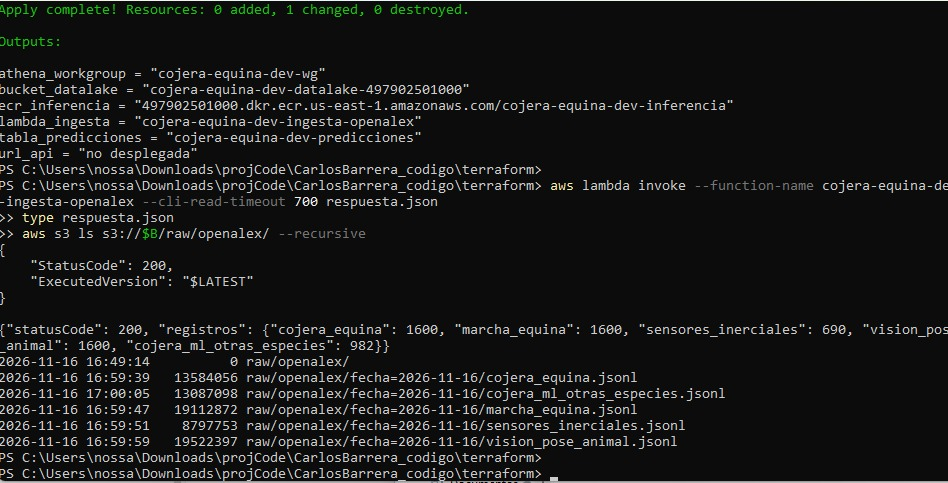 Apply complete! Resources: 0 added, 1 changed, 0 destroyed.
Outputs:
athena_workgroup = "cojera-equina-dev-wg"
bucket_datalake = "cojera-equina-dev-datalake-497902501000"
ecr_inferencia = "497902501000.dkr.ecr.us-east-1.amazonaws.com/cojera-equina-dev-inferencia"
lambda_ingesta = "cojera-equina-dev-ingesta-openalex"
tabla_predicciones = "cojera-equina-dev-predicciones"
url_api = "no desplegada"
PS C:\Users\nossa\Downloads\projCode\CarlosBarrera_codigo\terraform>
PS C:\Users\nossa\Downloads\projCode\CarlosBarrera_codigo\terraform> aws lambda invoke --function-name cojera-equina-de
-ingesta-openalex --cli-read-timeout 700 respuesta.json
>> type respuesta.json
>> aws s3 ls s3://$B/raw/openalex/ --recursive
{
    "StatusCode": 200,
    "ExecutedVersion": "$LATEST"
}
{"statusCode": 200, "registros": {"cojera_equina": 1600, "marcha_equina": 1600, "sensores_inerciales": 690, "vision_pos
_animal": 1600, "cojera_ml_otras_especies": 982}}
2026-11-16 16:49:14          0 raw/openalex/
2026-11-16 16:59:39   13584056 raw/openalex/fecha=2026-11-16/cojera_equina.jsonl
2026-11-16 17:00:05   13087098 raw/openalex/fecha=2026-11-16/cojera_ml_otras_especies.jsonl
2026-11-16 16:59:47   19112872 raw/openalex/fecha=2026-11-16/marcha_equina.jsonl
2026-11-16 16:59:51    8797753 raw/openalex/fecha=2026-11-16/sensores_inerciales.jsonl
2026-11-16 16:59:59   19522397 raw/openalex/fecha=2026-11-16/vision_pose_animal.jsonl
PS C:\Users\nossa\Downloads\projCode\CarlosBarrera_codigo\terraform>
PS C:\Users\nossa\Downloads\projCode\CarlosBarrera_codigo\terraform>